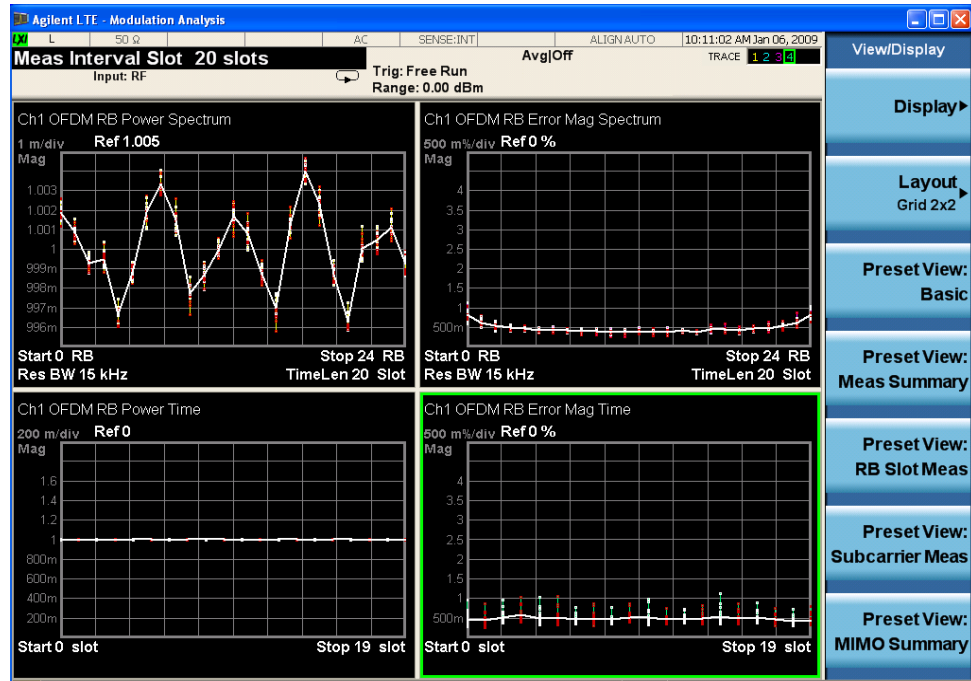 Agilent LTE - Modulation Analysis
LXI L 50 Ω AC SENSE:INT ALIGN AUTO 10:11:02 AM Jan 06, 2009
Meas Interval Slot 20 slots
Input: RF
Trig: Free Run
Range: 0.00 dBm
Avg|Off
TRACE 1 2 3 4
Ch1 OFDM RB Power Spectrum
1 m/div Ref 1.005
Mag
1.003
1.002
1.001
1
999m
998m
997m
996m
Start 0 RB Stop 24 RB
Res BW 15 kHz TimeLen 20 Slot
Ch1 OFDM RB Error Mag Spectrum
500 m%/div Ref 0 %
Mag
4
3.5
3
2.5
2
1.5
1
500m
Start 0 RB Stop 24 RB
Res BW 15 kHz TimeLen 20 Slot
Ch1 OFDM RB Power Time
200 m/div Ref 0
Mag
1.6
1.4
1.2
1
800m
600m
400m
200m
Start 0 slot Stop 19 slot
Ch1 OFDM RB Error Mag Time
500 m%/div Ref 0 %
Mag
4
3.5
3
2.5
2
1.5
1
500m
Start 0 slot Stop 19 slot
View/Display
Display
Layout
Grid 2x2
Preset View:
Basic
Preset View:
Meas Summary
Preset View:
RB Slot Meas
Preset View:
Subcarrier Meas
Preset View:
MIMO Summary